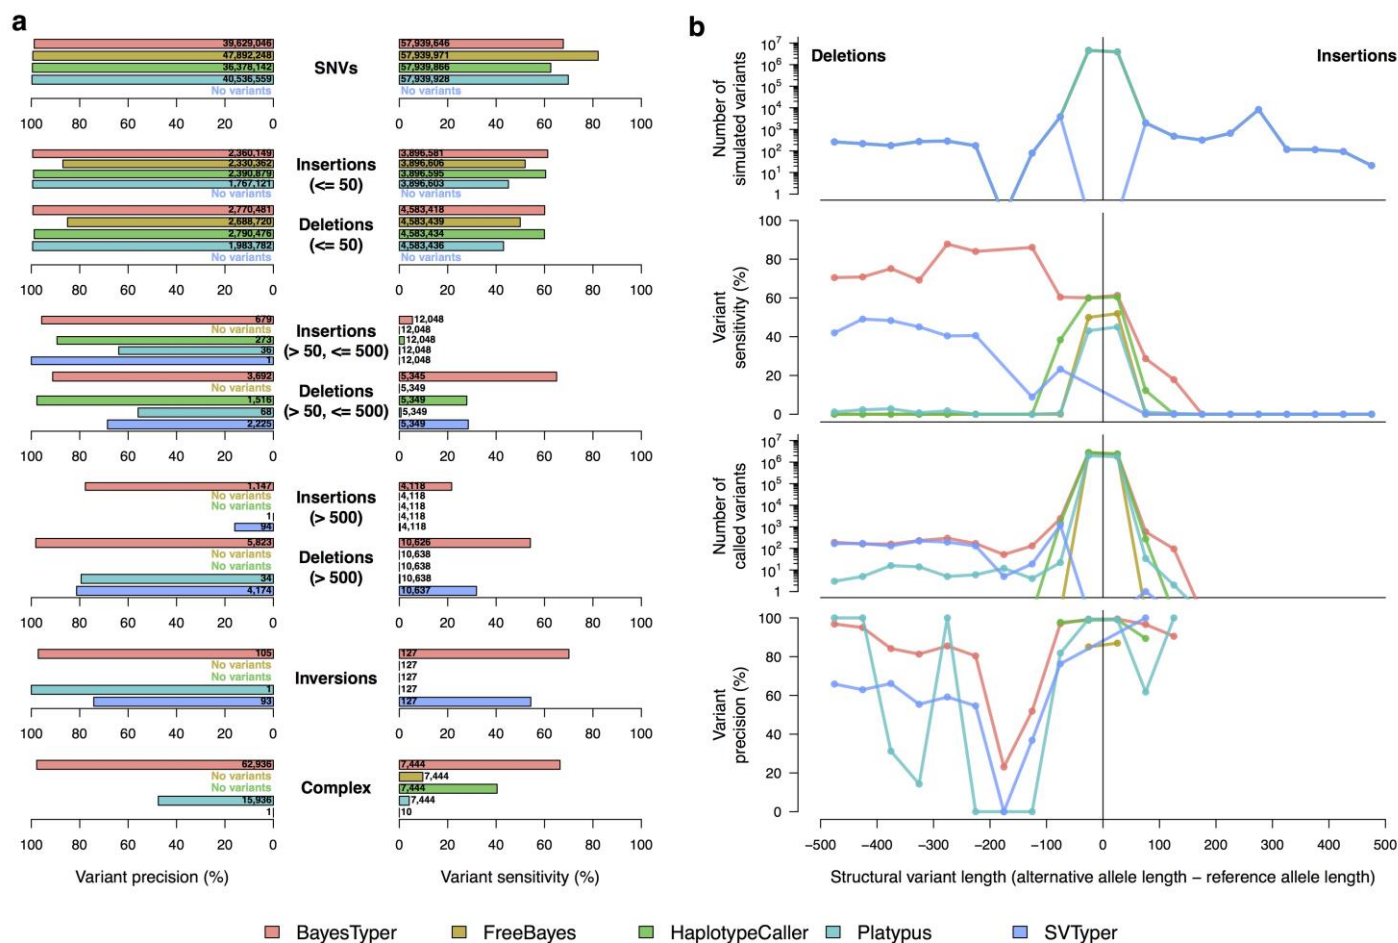 a
39,629,046
47,892,248
36,378,142
40,536,559
No variants
SNVs
57,939,646
57,939,971
57,939,866
57,939,928
No variants
100 80 60 40 20 0
0 20 40 60 80 100
2,360,149
2,330,362
2,390,879
1,767,121
No variants
Insertions
(<= 50)
3,896,581
3,896,606
3,896,595
3,896,603
No variants
2,770,481
2,688,720
2,790,476
1,983,782
No variants
Deletions
(<= 50)
4,583,418
4,583,439
4,583,434
4,583,436
No variants
100 80 60 40 20 0
0 20 40 60 80 100
679
No variants
273
36
1
Insertions
(> 50, <= 500)
12,048
12,048
12,048
12,048
12,048
3,692
No variants
1,516
68
2,225
Deletions
(> 50, <= 500)
5,345
5,349
5,349
5,349
5,349
100 80 60 40 20 0
0 20 40 60 80 100
1,147
No variants
No variants
1
94
Insertions
(> 500)
4,118
4,118
4,118
4,118
4,118
5,823
No variants
No variants
34
4,174
Deletions
(> 500)
10,626
10,638
10,638
10,638
10,637
100 80 60 40 20 0
0 20 40 60 80 100
105
No variants
No variants
1
93
Inversions
127
127
127
127
127
100 80 60 40 20 0
0 20 40 60 80 100
62,936
No variants
No variants
15,936
1
Complex
7,444
7,444
7,444
7,444
10
100 80 60 40 20 0
0 20 40 60 80 100
Variant precision (%)
Variant sensitivity (%)
b
Deletions
Insertions
Number of
simulated variants
10^7
10^6
10^5
10^4
10^3
10^2
10^1
1
Variant
sensitivity (%)
100
80
60
40
20
0
Number of
called variants
10^7
10^6
10^5
10^4
10^3
10^2
10^1
1
Variant
precision (%)
100
80
60
40
20
0
−500 −400 −300 −200 −100 0 100 200 300 400 500
Structural variant length (alternative allele length − reference allele length)
BayesTyper FreeBayes HaplotypeCaller Platypus SVTyper